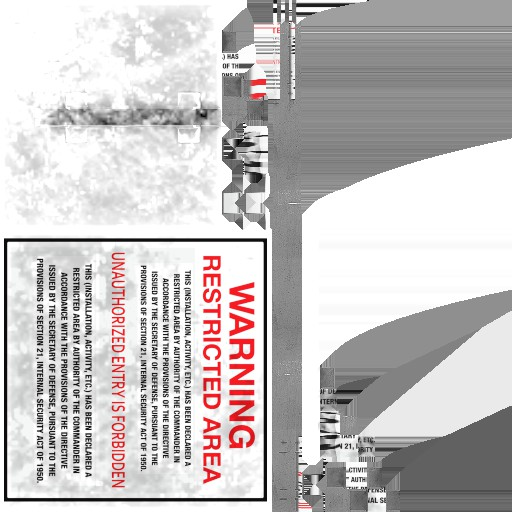 WARNING
RESTRICTED AREA
THIS (INSTALLATION, ACTIVITY, ETC.) HAS BEEN DECLARED A
RESTRICTED AREA BY AUTHORITY OF THE COMMANDER IN
ACCORDANCE WITH THE PROVISIONS OF THE DIRECTIVE
ISSUED BY THE SECRETARY OF DEFENSE, PURSUANT TO THE
PROVISIONS OF SECTION 21, INTERNAL SECURITY ACT OF 1950.
UNAUTHORIZED ENTRY IS FORBIDDEN
THIS (INSTALLATION, ACTIVITY, ETC.) HAS BEEN DECLARED A
RESTRICTED AREA BY AUTHORITY OF THE COMMANDER IN
ACCORDANCE WITH THE PROVISIONS OF THE DIRECTIVE
ISSUED BY THE SECRETARY OF DEFENSE, PURSUANT TO THE
PROVISIONS OF SECTION 21, INTERNAL SECURITY ACT OF 1950.